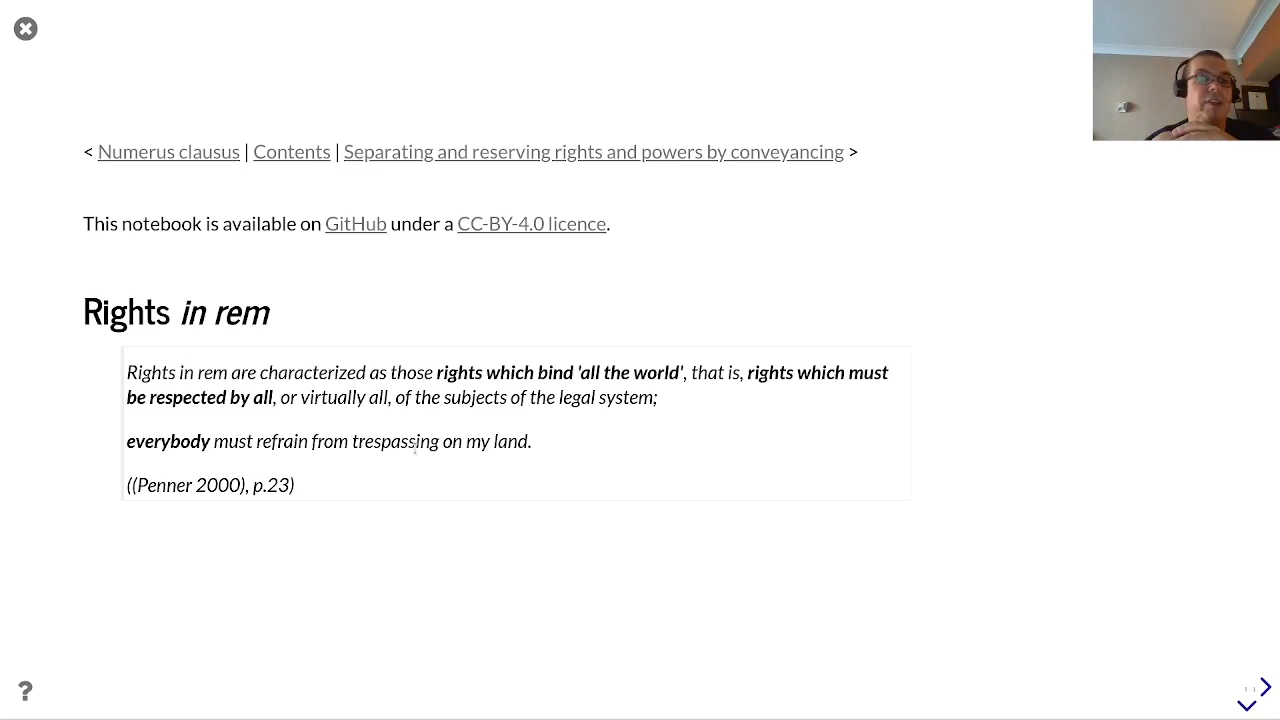 < Numerus clausus | Contents | Separating and reserving rights and powers by conveyancing >
This notebook is available on GitHub under a CC-BY-4.0 licence.
Rights in rem
Rights in rem are characterized as those rights which bind 'all the world', that is, rights which must
be respected by all, or virtually all, of the subjects of the legal system;
everybody must refrain from trespassing on my land.
((Penner 2000), p.23)
?